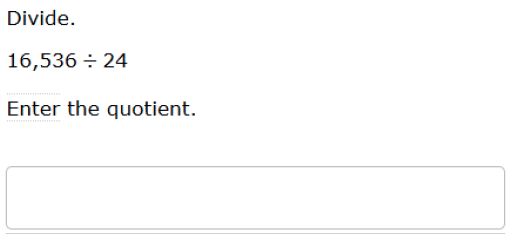 Divide.
16,536 ÷ 24
Enter the quotient.